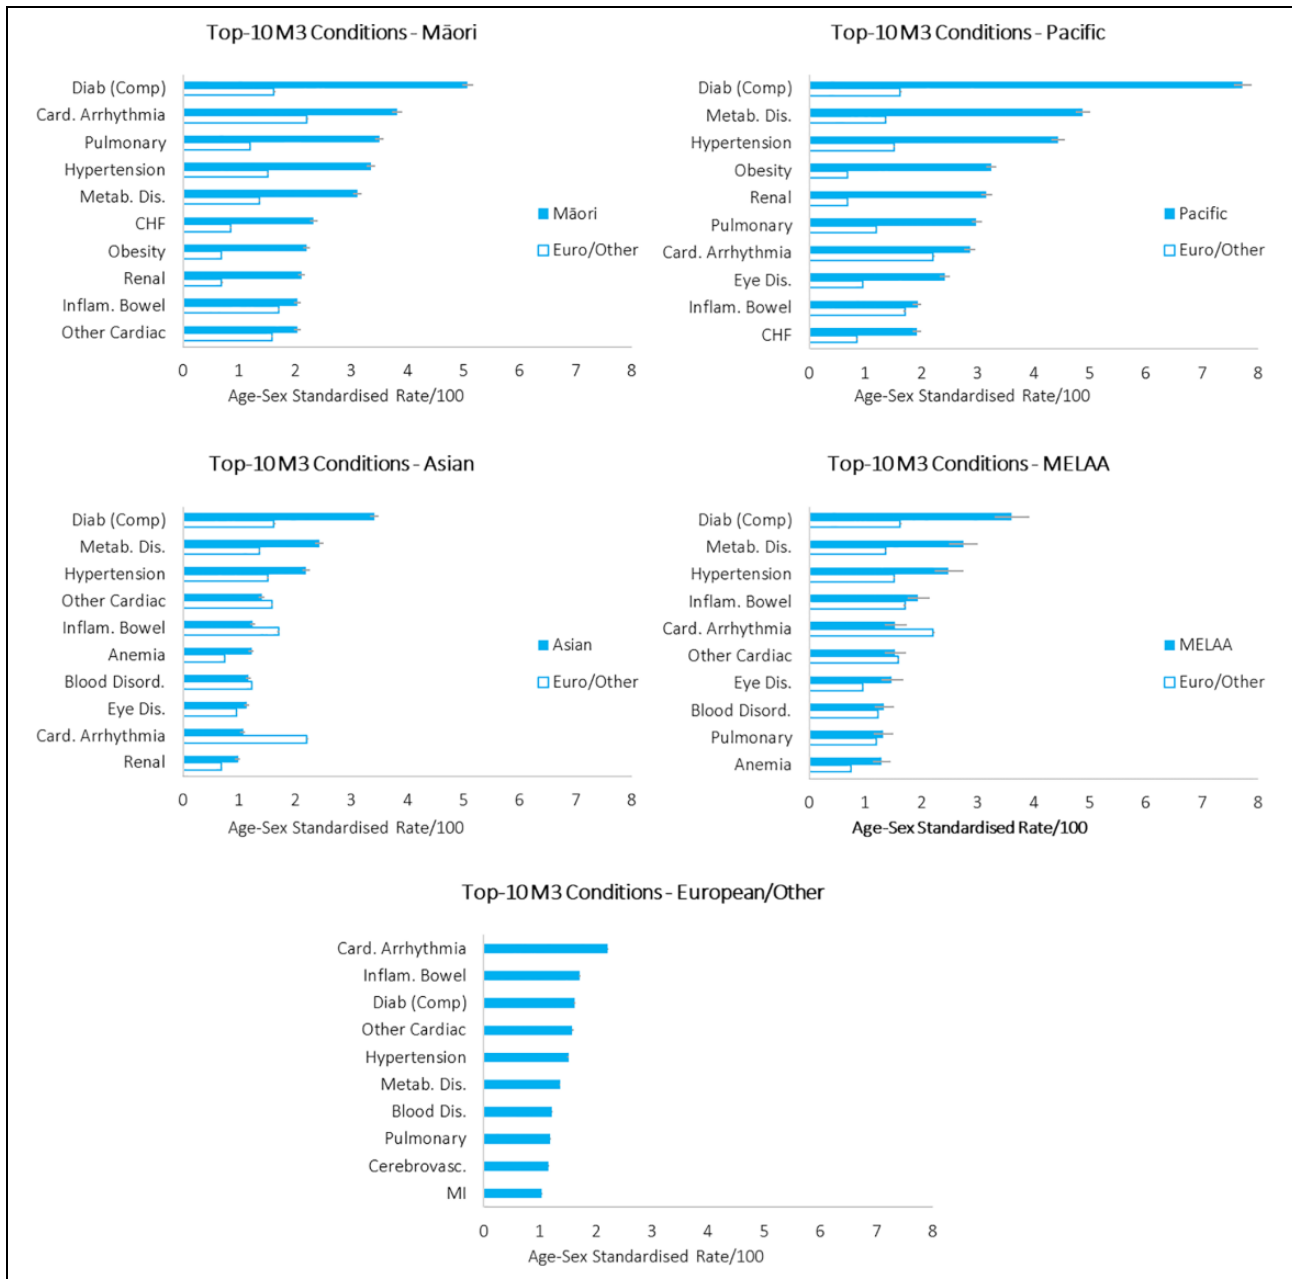 Top-10 M3 Conditions - Māori
Diab (Comp)
Card. Arrhythmia
Pulmonary
Hypertension
Metab. Dis.
CHF
Obesity
Renal
Inflam. Bowel
Other Cardiac
0 1 2 3 4 5 6 7 8
Age-Sex Standardised Rate/100
Māori
Euro/Other
Top-10 M3 Conditions - Pacific
Diab (Comp)
Metab. Dis.
Hypertension
Obesity
Renal
Pulmonary
Card. Arrhythmia
Eye Dis.
Inflam. Bowel
CHF
0 1 2 3 4 5 6 7 8
Age-Sex Standardised Rate/100
Pacific
Euro/Other
Top-10 M3 Conditions - Asian
Diab (Comp)
Metab. Dis.
Hypertension
Other Cardiac
Inflam. Bowel
Anemia
Blood Disord.
Eye Dis.
Card. Arrhythmia
Renal
0 1 2 3 4 5 6 7 8
Age-Sex Standardised Rate/100
Asian
Euro/Other
Top-10 M3 Conditions - MELAA
Diab (Comp)
Metab. Dis.
Hypertension
Inflam. Bowel
Card. Arrhythmia
Other Cardiac
Eye Dis.
Blood Disord.
Pulmonary
Anemia
0 1 2 3 4 5 6 7 8
Age-Sex Standardised Rate/100
MELAA
Euro/Other
Top-10 M3 Conditions - European/Other
Card. Arrhythmia
Inflam. Bowel
Diab (Comp)
Other Cardiac
Hypertension
Metab. Dis.
Blood Dis.
Pulmonary
Cerebrovasc.
MI
0 1 2 3 4 5 6 7 8
Age-Sex Standardised Rate/100